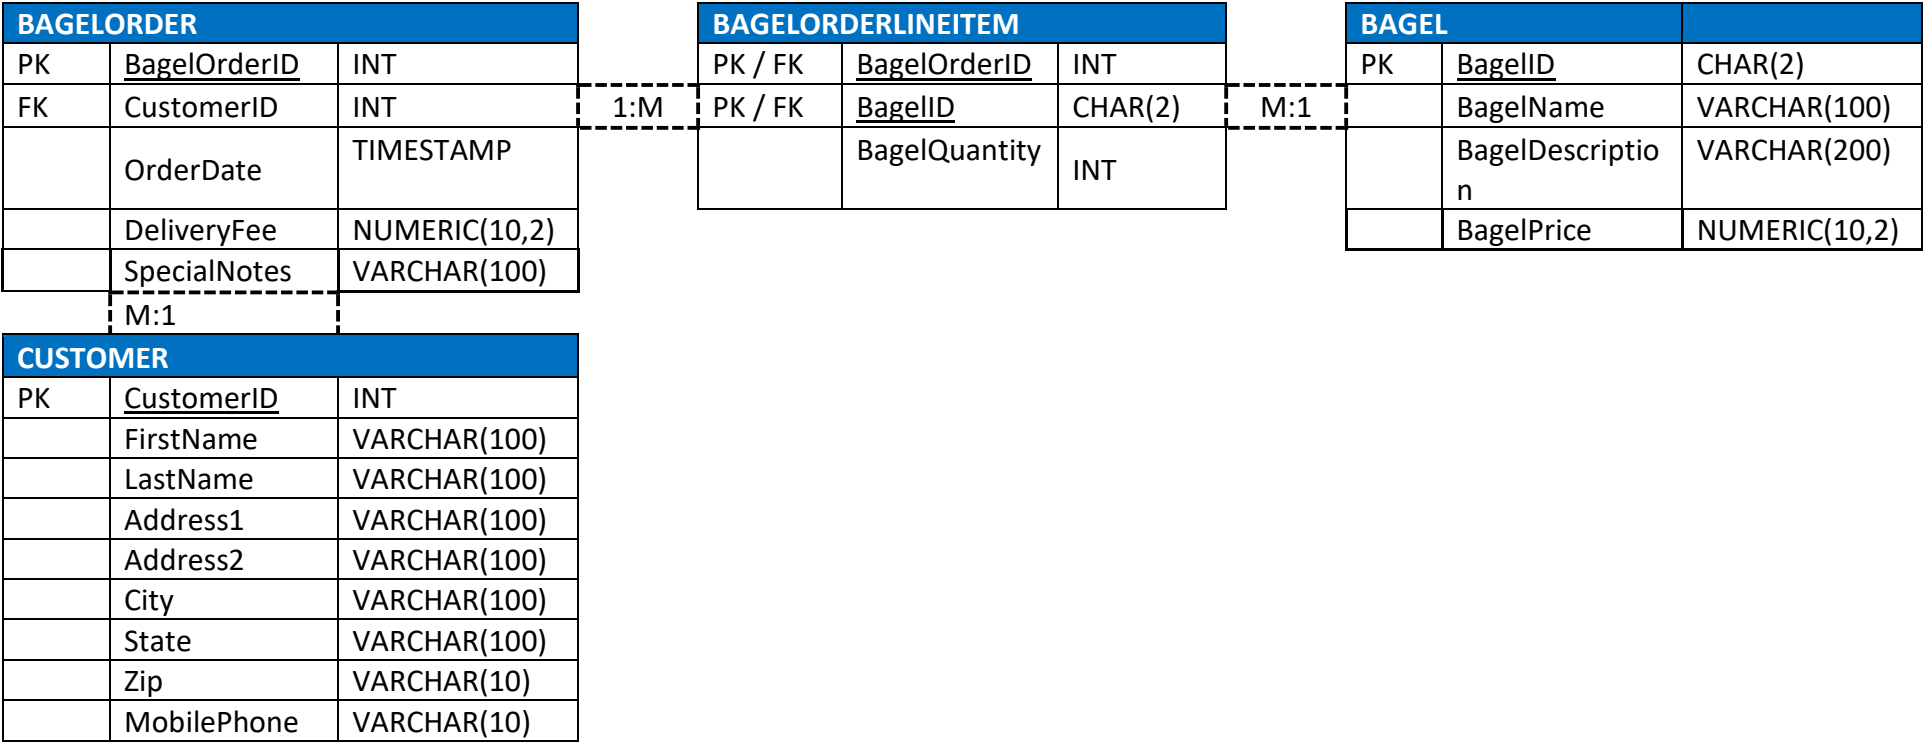 BAGELORDER
PK BagelOrderID INT
FK CustomerID INT
OrderDate TIMESTAMP
DeliveryFee NUMERIC(10,2)
SpecialNotes VARCHAR(100)
1:M
BAGELORDERLINEITEM
PK / FK BagelOrderID INT
PK / FK BagelID CHAR(2)
BagelQuantity INT
M:1
BAGEL
PK BagelID CHAR(2)
BagelName VARCHAR(100)
BagelDescriptio VARCHAR(200)
n
BagelPrice NUMERIC(10,2)
M:1
CUSTOMER
PK CustomerID INT
FirstName VARCHAR(100)
LastName VARCHAR(100)
Address1 VARCHAR(100)
Address2 VARCHAR(100)
City VARCHAR(100)
State VARCHAR(100)
Zip VARCHAR(10)
MobilePhone VARCHAR(10)